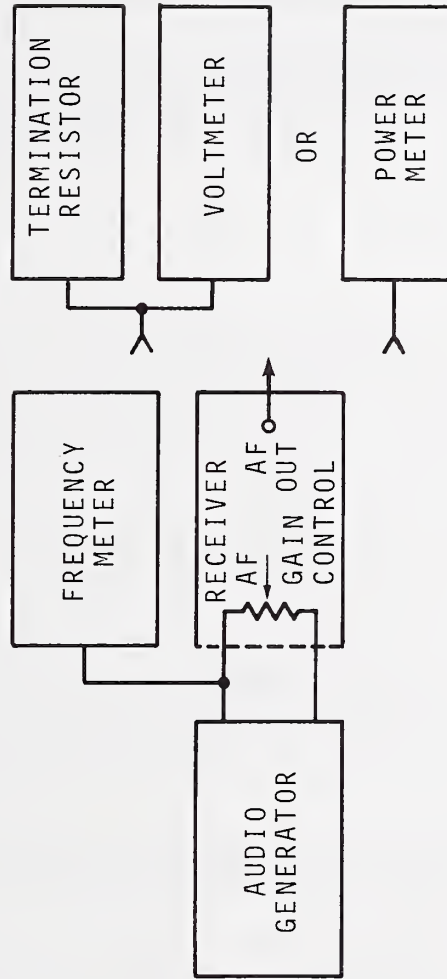 TERMINATION
RESISTOR
VOLTMETER
OR
POWER
METER
FREQUENCY
METER
RECEIVER
AF AF
GAIN OUT
CONTROL
AUDIO
GENERATOR